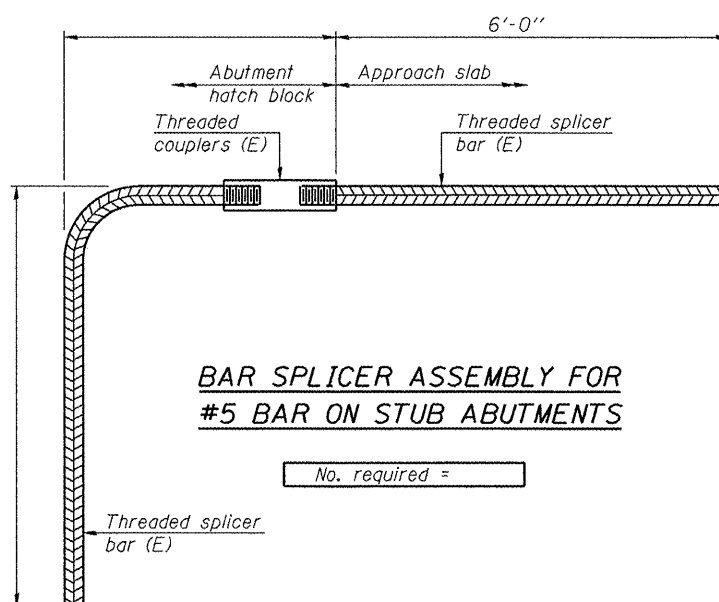 6'-0"
Abutment
hatch block
Approach slab
Threaded
couplers (E)
Threaded splicer
bar (E)
BAR SPLICER ASSEMBLY FOR
#5 BAR ON STUB ABUTMENTS
No. required =
Threaded splicer
bar (E)